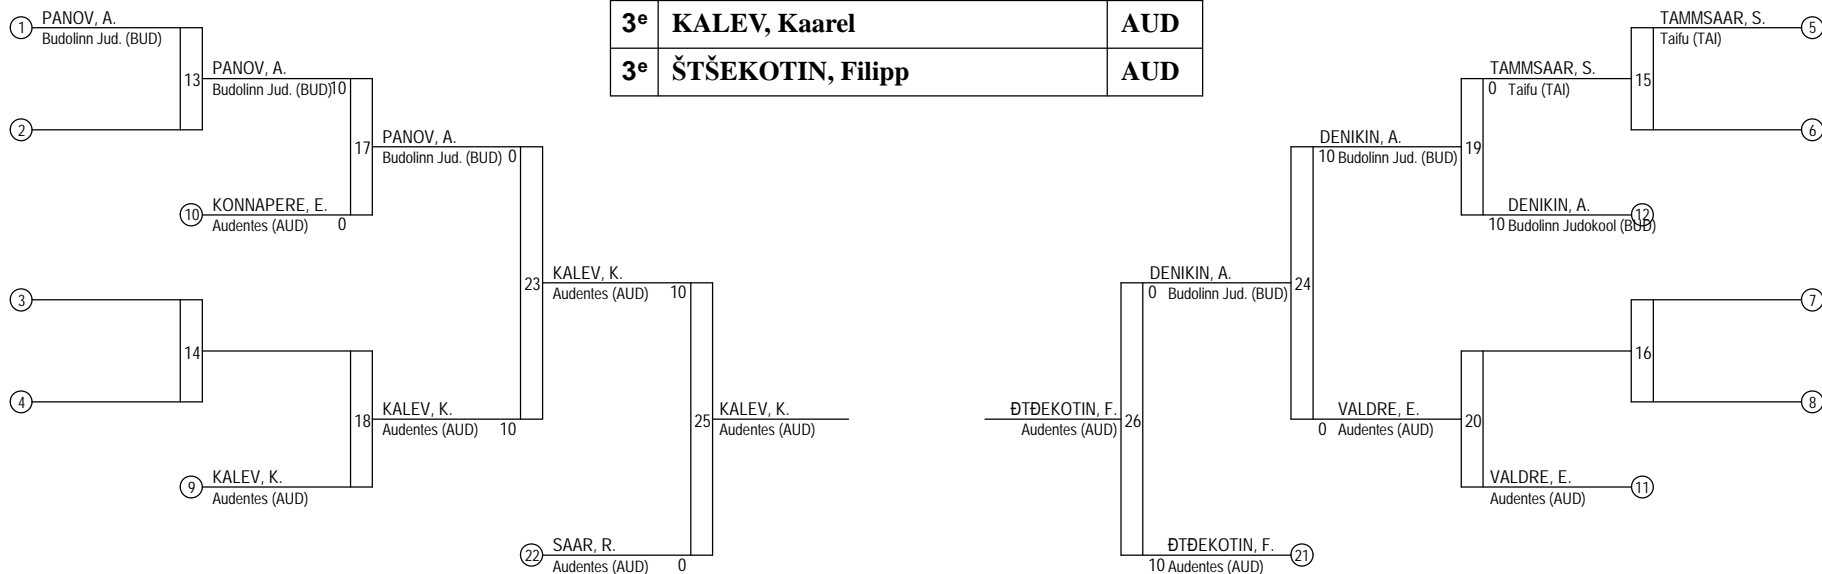 3e KALEV, Kaarel AUD
3e ŠTŠEKOTIN, Filipp AUD
1 PANOV, A.
Budolinn Jud. (BUD)
13
PANOV, A.
Budolinn Jud. (BUD) 10
2
17
PANOV, A.
Budolinn Jud. (BUD) 0
10 KONNAPERE, E.
Audentes (AUD) 0
23
KALEV, K.
Audentes (AUD) 10
3
14
4
18
KALEV, K.
Audentes (AUD) 10
9 KALEV, K.
Audentes (AUD)
25
KALEV, K.
Audentes (AUD)
22 SAAR, R.
Audentes (AUD) 0
TAMMSAAR, S. 5
Taifu (TAI)
15
TAMMSAAR, S.
0 Taifu (TAI)
6
19
DENIKIN, A.
10 Budolinn Jud. (BUD)
DENIKIN, A. 12
10 Budolinn Judokool (BUD)
24
DENIKIN, A.
0 Budolinn Jud. (BUD)
7
16
8
20
VALDRE, E.
0 Audentes (AUD)
VALDRE, E. 11
Audentes (AUD)
26
ĐTĐEKOTIN, F.
Audentes (AUD)
ĐTĐEKOTIN, F. 21
10 Audentes (AUD)